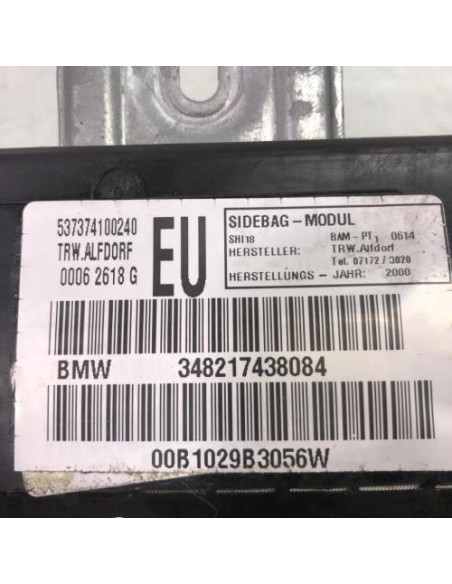 537374100240
TRW.ALFDORF
0006 2618 G
EU
SIDEBAG - MODUL
SHI18 BAM - PT1 0614
HERSTELLER: TRW.Alfdorf
Tel. 07172 / 3020
HERSTELLUNGS - JAHR: 2000
BMW 348217438084
00B1029B3056W